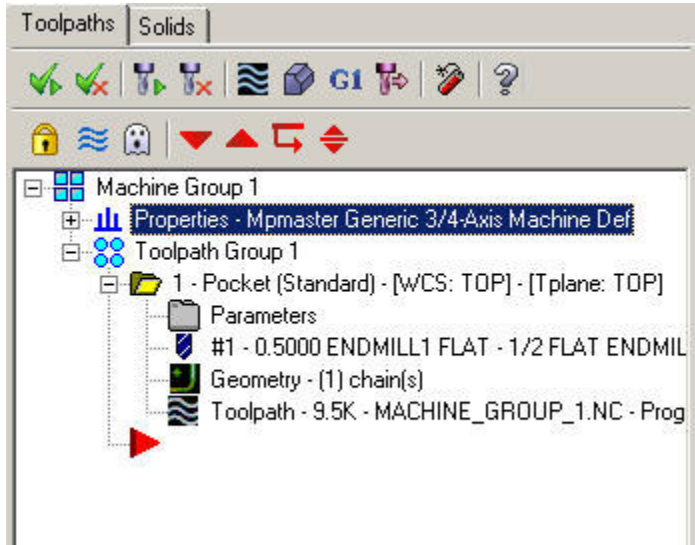 Toolpaths Solids
G1
Machine Group 1
Properties - Mpmaster Generic 3/4-Axis Machine Def
Toolpath Group 1
1 - Pocket (Standard) - [WCS: TOP] - [Tplane: TOP]
Parameters
#1 - 0.5000 ENDMILL1 FLAT - 1/2 FLAT ENDMIL
Geometry - (1) chain(s)
Toolpath - 9.5K - MACHINE_GROUP_1.NC - Prog